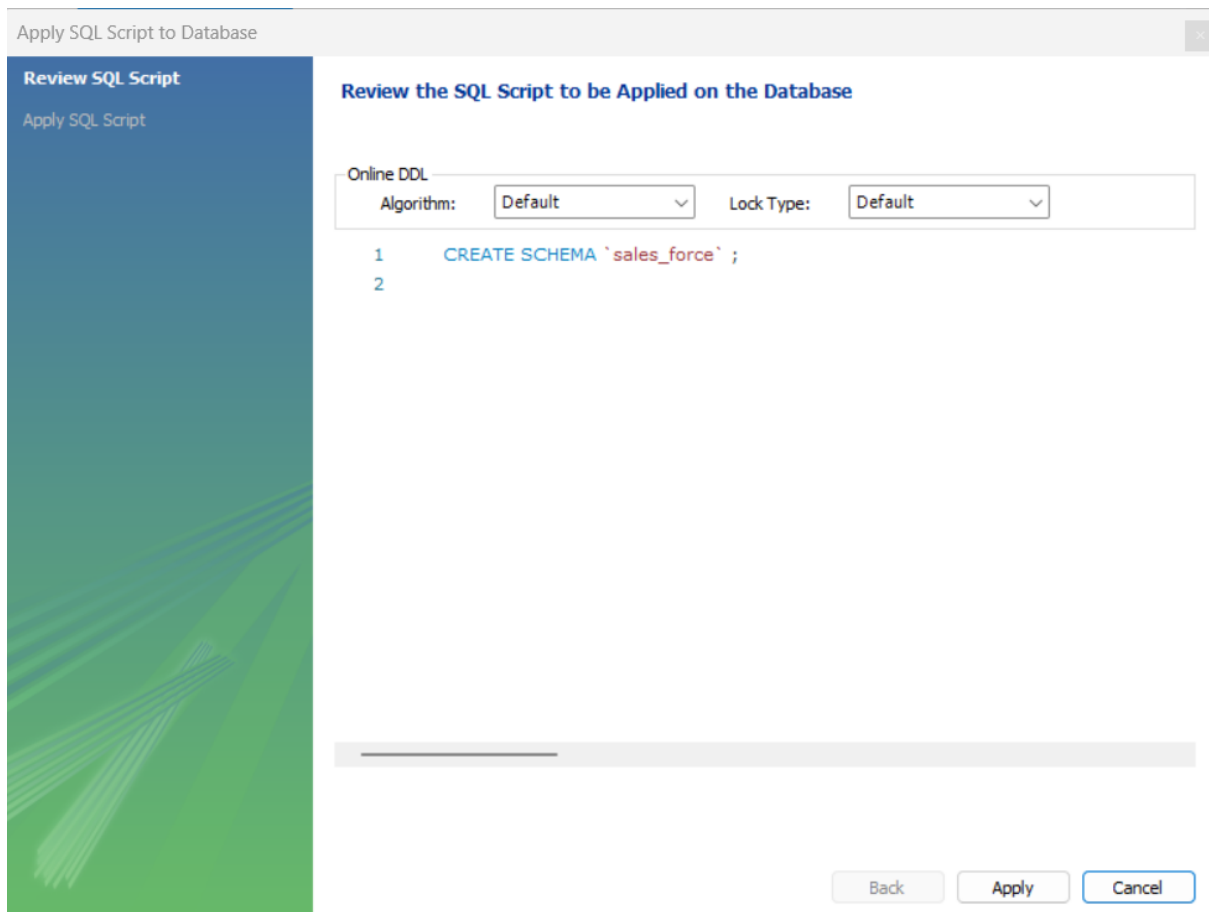 Apply SQL Script to Database
Review SQL Script
Apply SQL Script
Review the SQL Script to be Applied on the Database
Online DDL
Algorithm: Default Lock Type: Default
1 CREATE SCHEMA `sales_force` ;
2
Back Apply Cancel